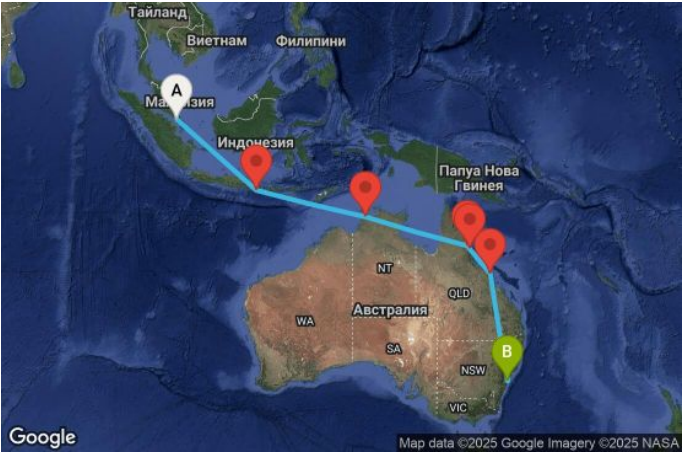 Тайланд
Виетнам
Филипини
A
Индонезия
Папуа Нова
Гвинея
NT
QLD
Австралия
WA
SA
B
NSW
VIC
Google
Map data ©2025 Google Imagery ©2025 NASA